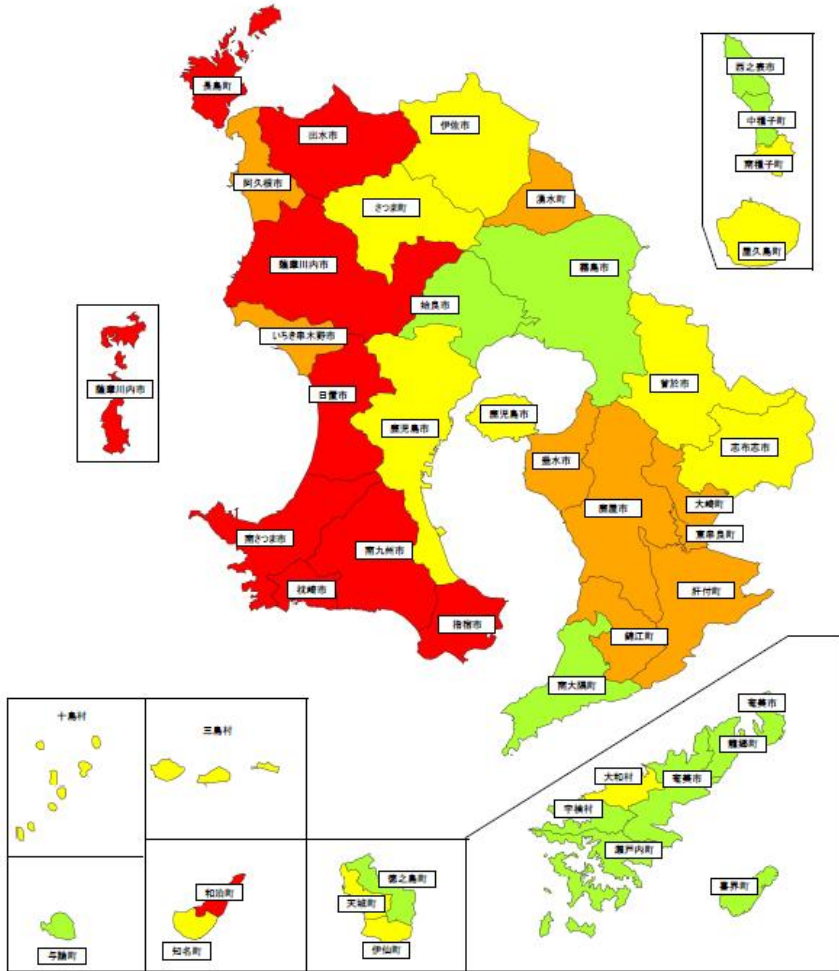 長島町
出水市
伊佐市
西之表市
中種子町
南種子町
阿久根市
さつま町
湧水町
屋久島町
薩摩川内市
霧島市
姶良市
いちき串木野市
薩摩川内市
日置市
鹿児島市
鹿児島市
曽於市
志布志市
垂水市
鹿屋市
大崎町
東串良町
南さつま市
南九州市
枕崎市
肝付町
指宿市
錦江町
南大隅町
十島村
三島村
奄美市
龍郷町
大和村
奄美市
宇検村
瀬戸内町
喜界町
和泊町
知名町
徳之島町
天城町
伊仙町
与論町